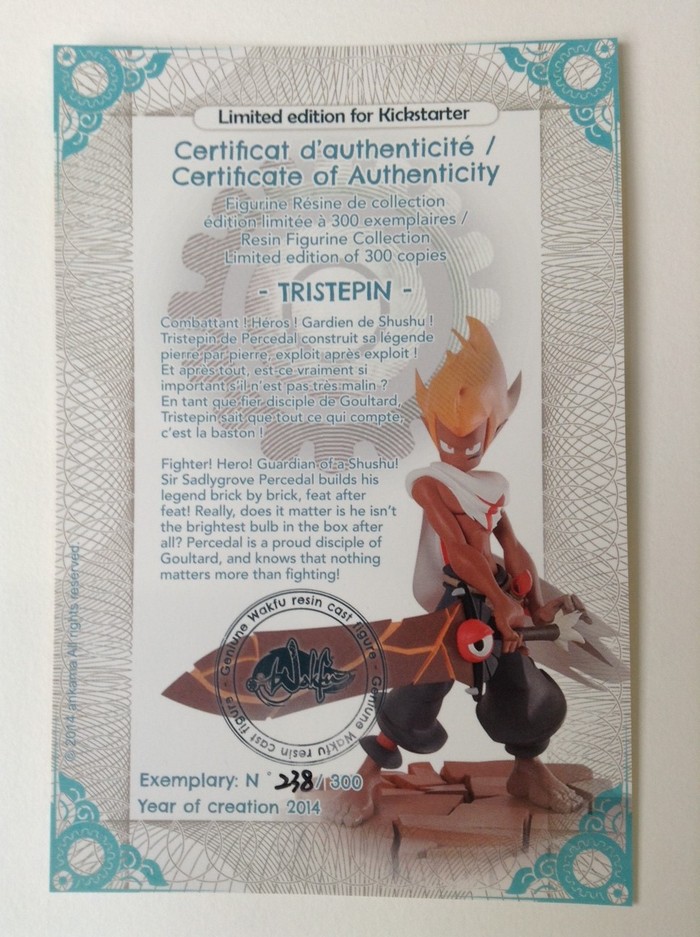 Limited edition for Kickstarter
Certificat d'authenticité /
Certificate of Authenticity
Figurine Résine de collection
édition limitée à 300 exemplaires /
Resin Figurine Collection
Limited edition of 300 copies
- TRISTEPIN -
Combattant ! Héros ! Gardien de Shushu !
Tristepin de Percedal construit sa légende
pierre par pierre, exploit après exploit !
Et après tout, est-ce vraiment si
important s'il n'est pas très malin ?
En tant que fier disciple de Goultard,
Tristepin sait que tout ce qui compte,
c'est la baston !
Fighter! Hero! Guardian of a Shushu!
Sir Sadlygrove Percedal builds his
legend brick by brick, feat after
feat! Really, does it matter is he isn't
the brightest bulb in the box after
all? Percedal is a proud disciple of
Goultard, and knows that nothing
matters more than fighting!
Geniune Wakfu resin cast figure - Geniune Wakfu resin cast figure -
Wakfu
Exemplary: N° 238 / 300
Year of creation 2014
© 2014 ankama All rights reserved